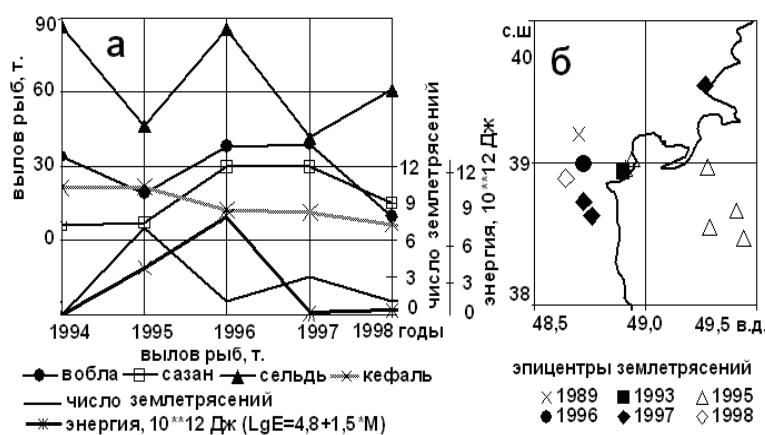 90
60
30
0
вылов рыб, т.
а
12
9
6
3
0
число землетрясений
12
9
6
3
0
энергия, 10**12 Дж
1994 1995 1996 1997 1998 годы
вылов рыб, т.
вобла сазан сельдь кефаль
число землетрясений
энергия, 10**12 Дж (LgE=4,8+1,5*М)
с.ш
40
39
38
б
48,5 49,0 49,5 в.д.
эпицентры землетрясений
1989 1993 1995
1996 1997 1998